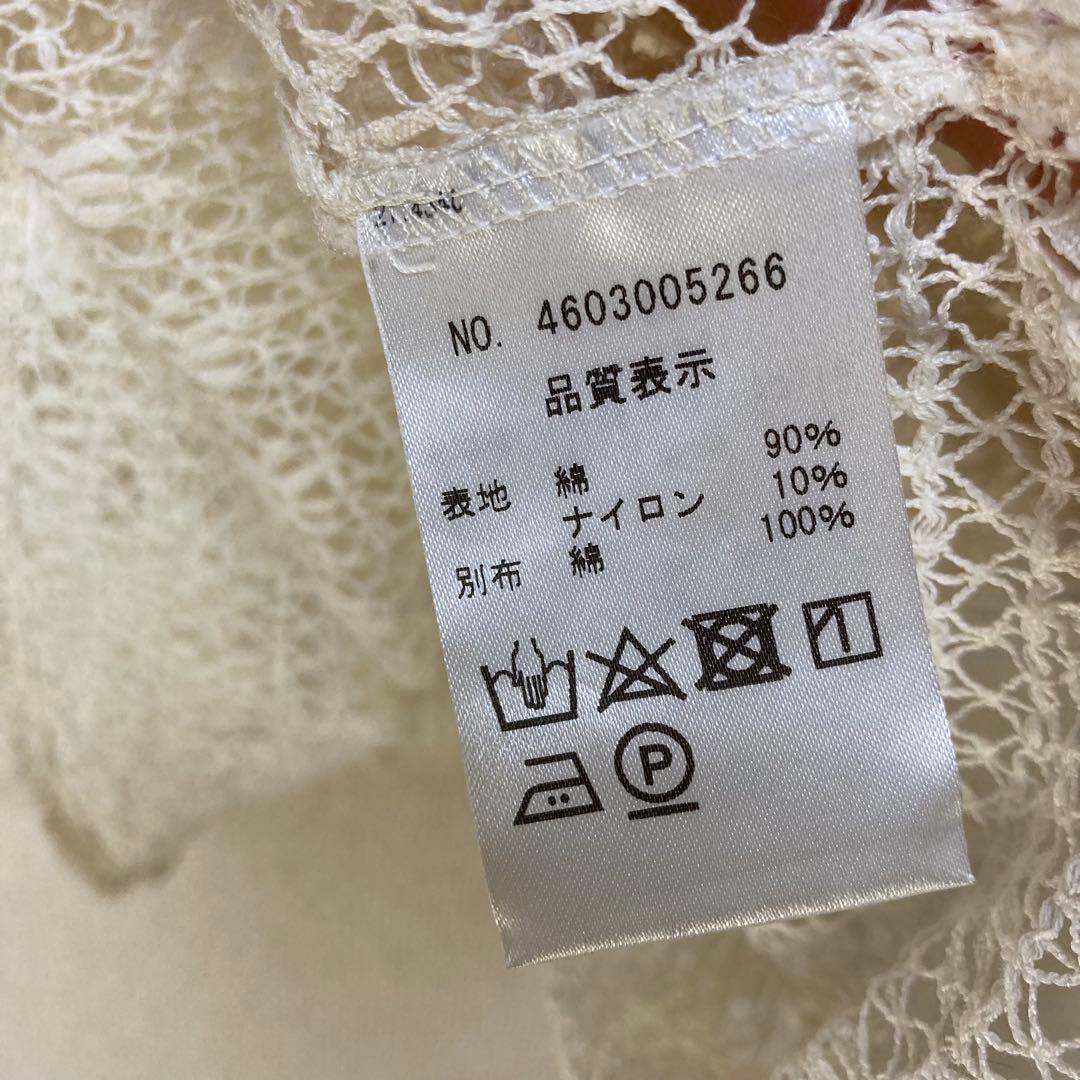 NO. 4603005266
品質表示
表地 綿 90%
ナイロン 10%
別布 綿 100%
P